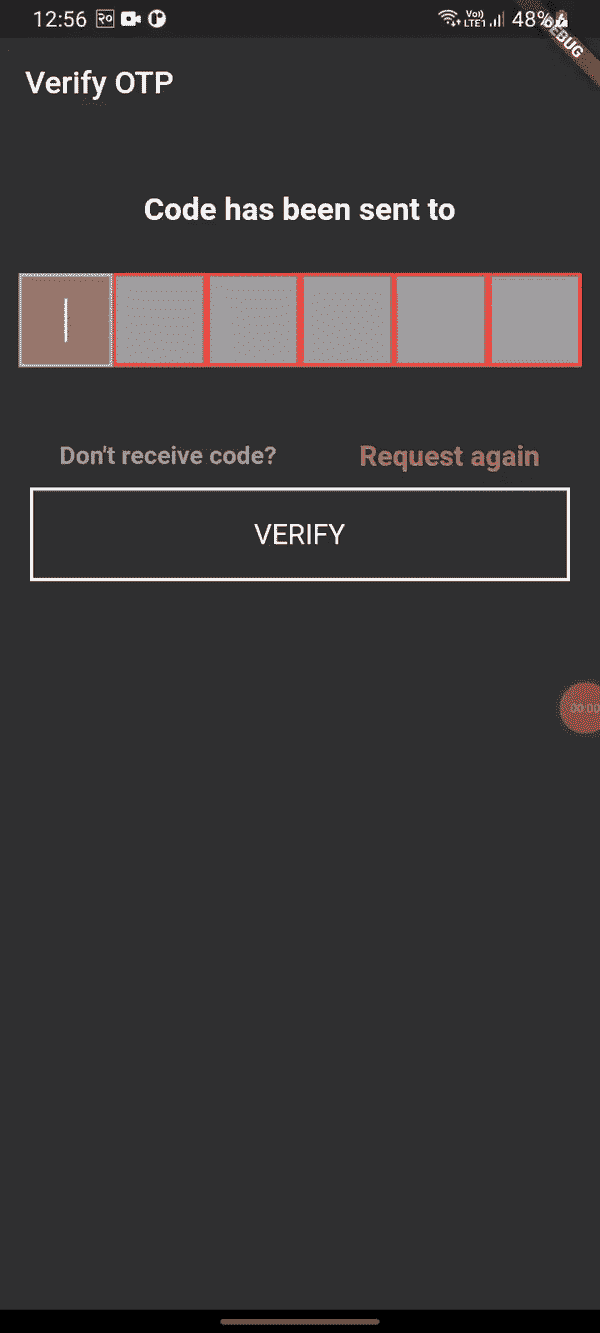 12:56 48%
Vo))
LTE1
DEBUG
Verify OTP
Code has been sent to
Don't receive code? Request again
VERIFY
00:00